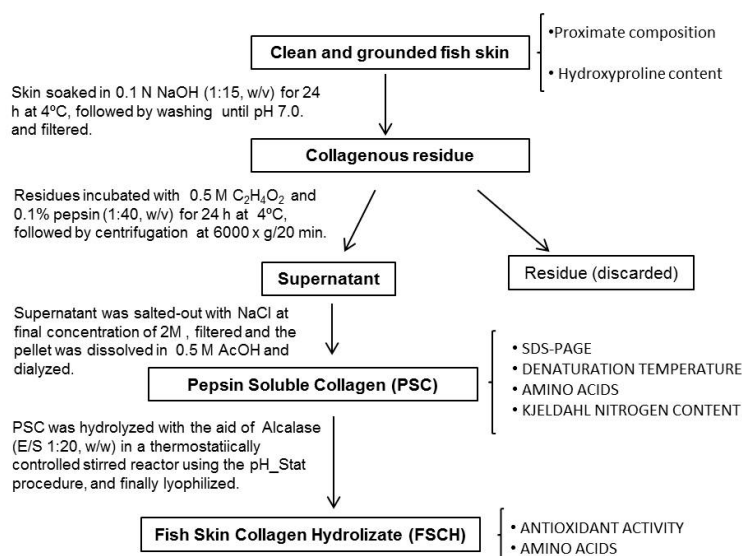 Clean and grounded fish skin
•Proximate composition
• Hydroxyproline content
Skin soaked in 0.1 N NaOH (1:15, w/v) for 24
h at 4ºC, followed by washing until pH 7.0.
and filtered.
Collagenous residue
Residues incubated with 0.5 M C₂H₄O₂ and
0.1% pepsin (1:40, w/v) for 24 h at 4ºC,
followed by centrifugation at 6000 x g/20 min.
Supernatant
Residue (discarded)
Supernatant was salted-out with NaCl at
final concentration of 2M , filtered and the
pellet was dissolved in 0.5 M AcOH and
dialyzed.
Pepsin Soluble Collagen (PSC)
• SDS-PAGE
• DENATURATION TEMPERATURE
• AMINO ACIDS
• KJELDAHL NITROGEN CONTENT
PSC was hydrolyzed with the aid of Alcalase
(E/S 1:20, w/w) in a thermostatiically
controlled stirred reactor using the pH_Stat
procedure, and finally lyophilized.
Fish Skin Collagen Hydrolizate (FSCH)
• ANTIOXIDANT ACTIVITY
• AMINO ACIDS